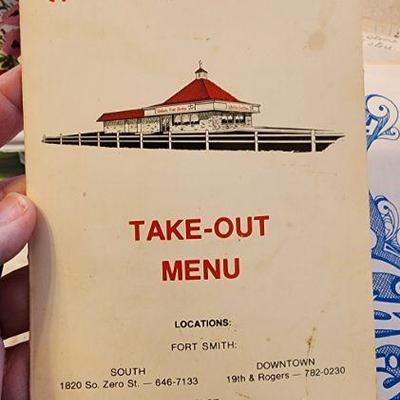 TAKE-OUT
MENU
LOCATIONS:
FORT SMITH:
SOUTH
1820 So. Zero St. — 646-7133
DOWNTOWN
19th & Rogers — 782-0230